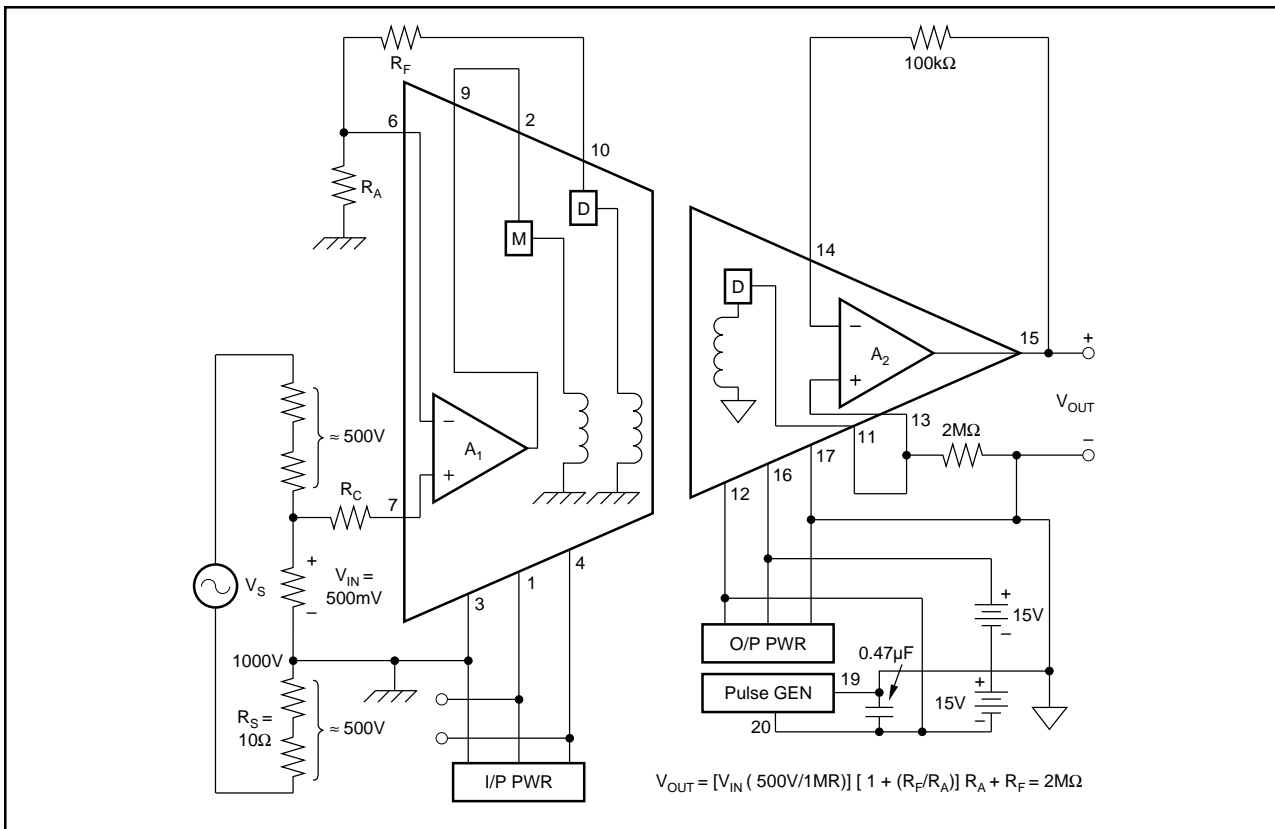 R_F
100kΩ
9
6
2
10
R_A
D
M
14
D
− A_2 +
15
+
V_OUT
−
≈ 500V
− A_1 +
13
11
2MΩ
17
16
12
R_C
7
4
1
3
V_S
+
V_IN =
500mV
−
+
15V
−
O/P PWR
0.47µF
1000V
Pulse GEN
19
20
+
15V
−
R_S =
10Ω
≈ 500V
I/P PWR
V_OUT = [V_IN ( 500V/1MR)] [ 1 + (R_F/R_A)] R_A + R_F = 2MΩ